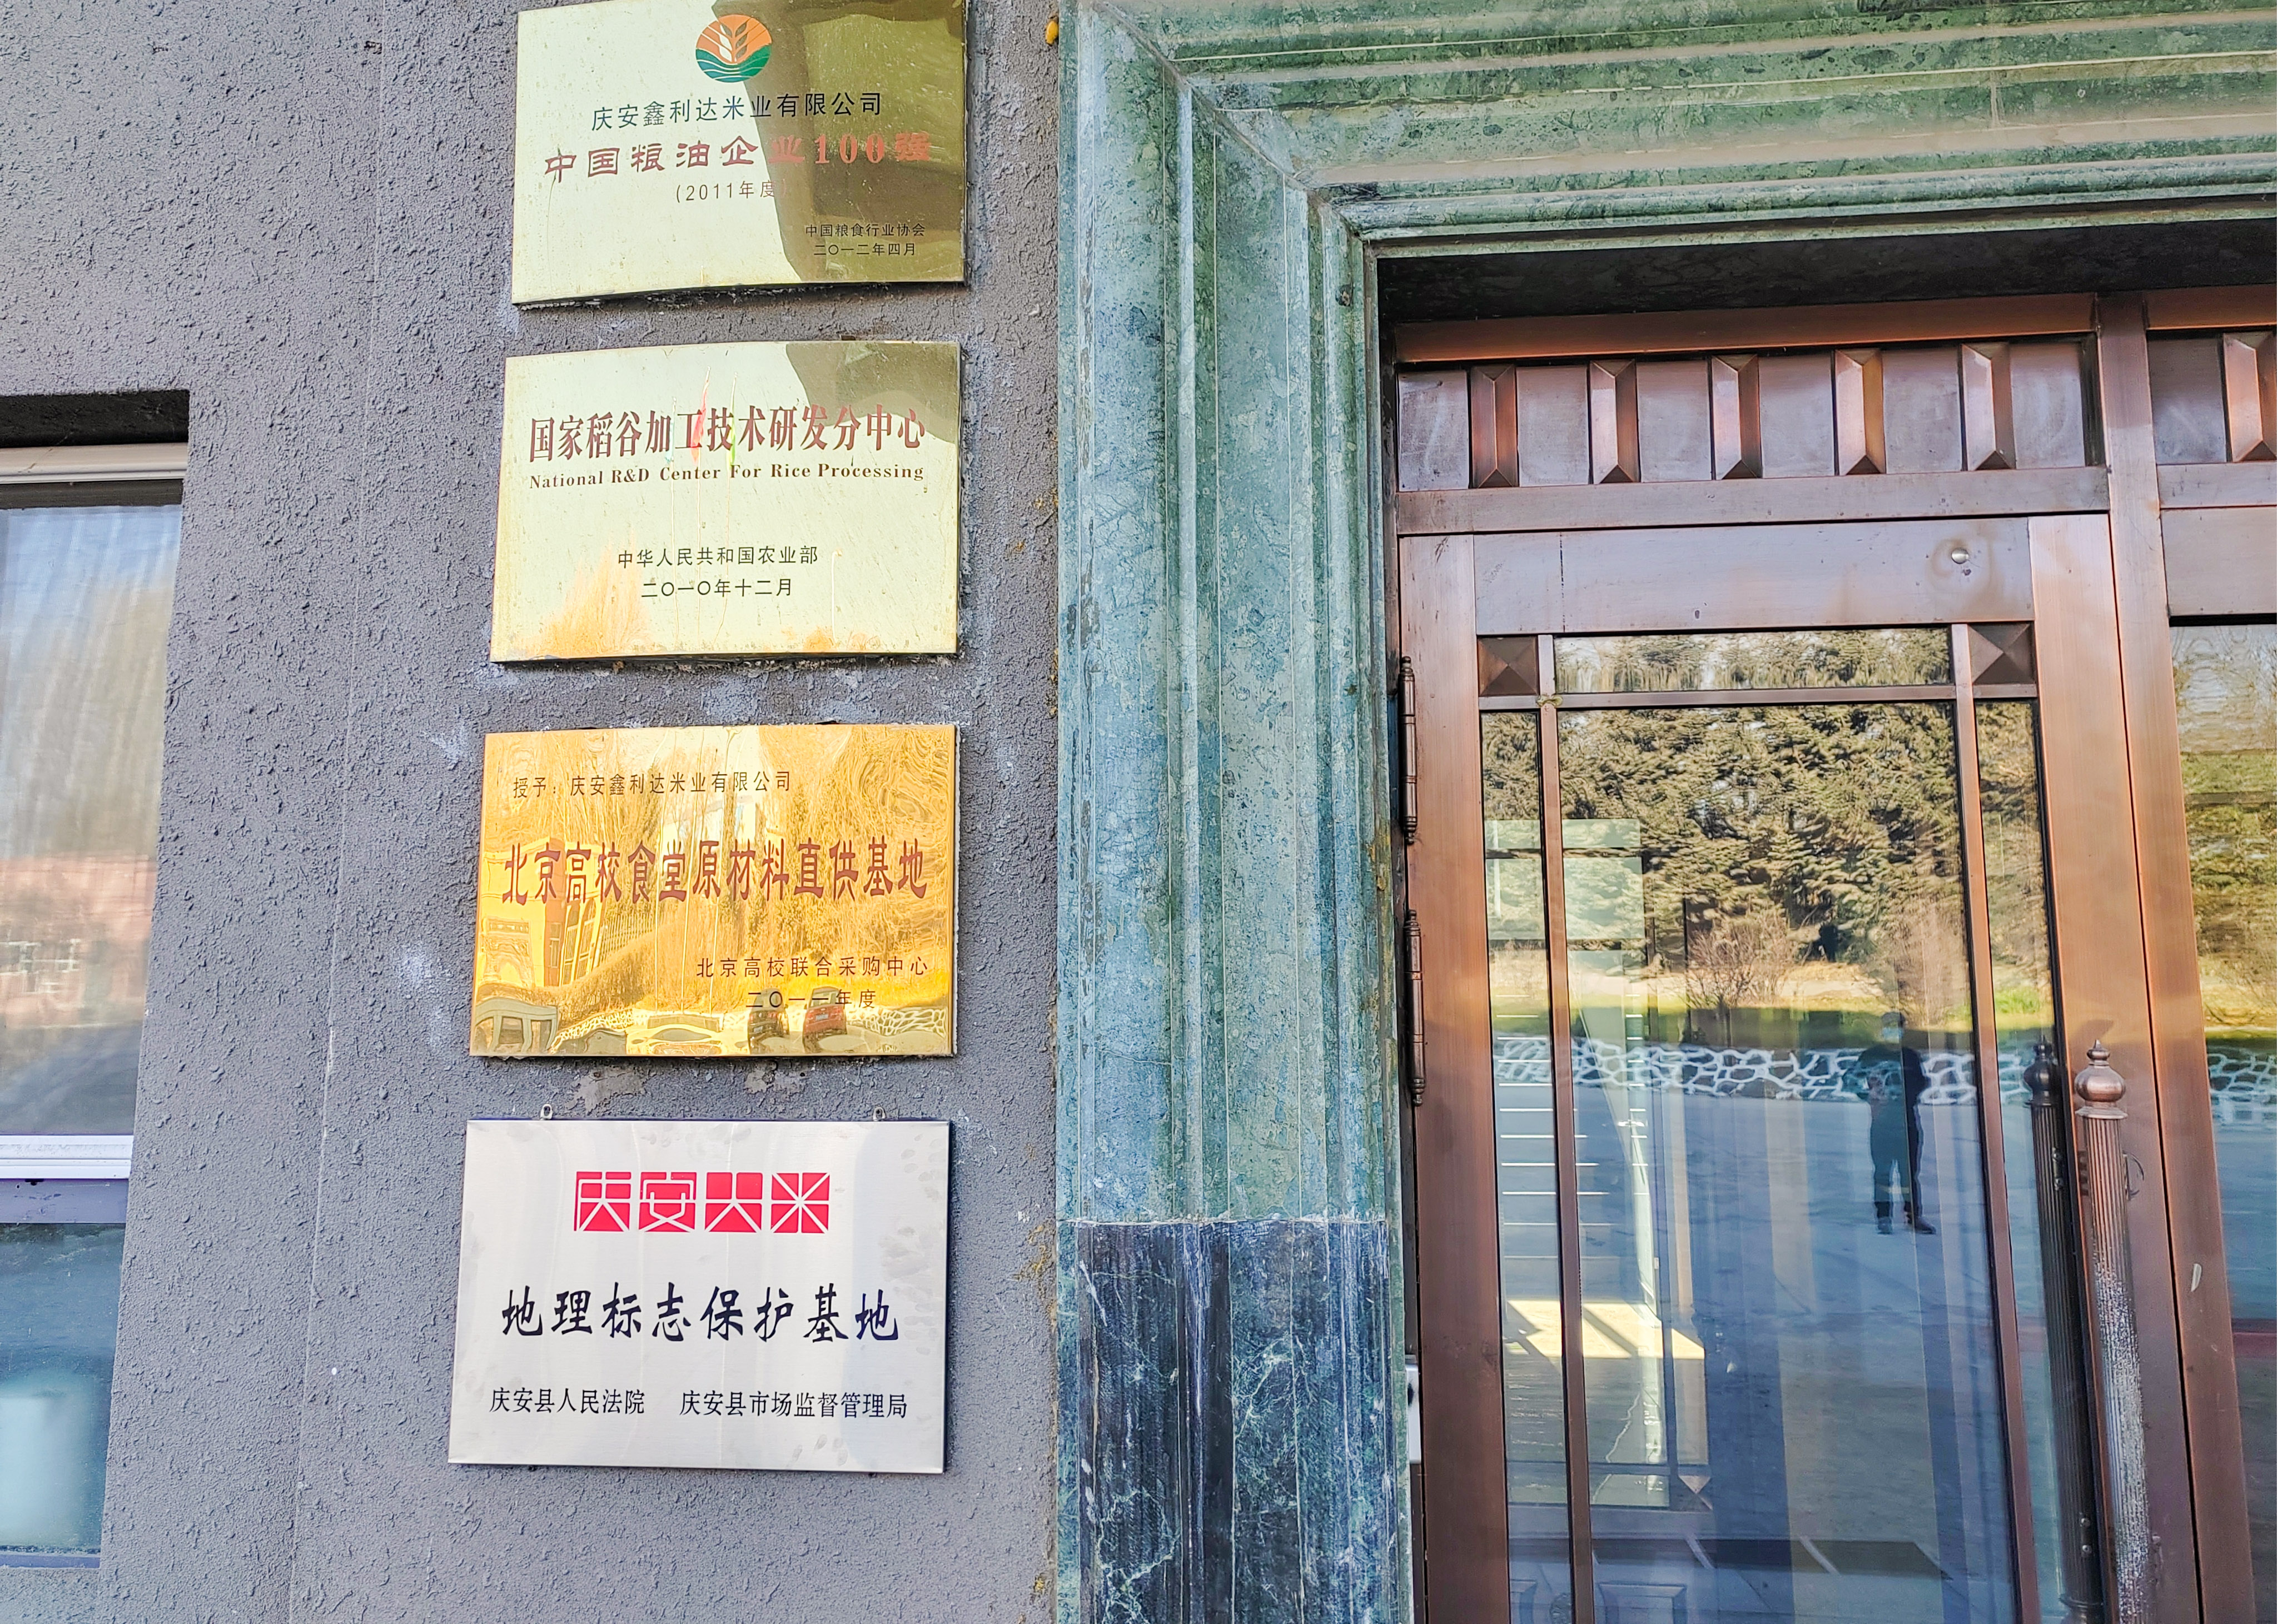 庆安鑫利达米业有限公司
中国粮油企业100强
(2011年度)
中国粮食行业协会
二〇一二年四月
国家稻谷加工技术研发分中心
National R&D Center For Rice Processing
中华人民共和国农业部
二〇一〇年十二月
授予：庆安鑫利达米业有限公司
北京高校食堂原材料直供基地
北京高校联合采购中心
二〇一一年度
庆安大米
地理标志保护基地
庆安县人民法院 庆安县市场监督管理局